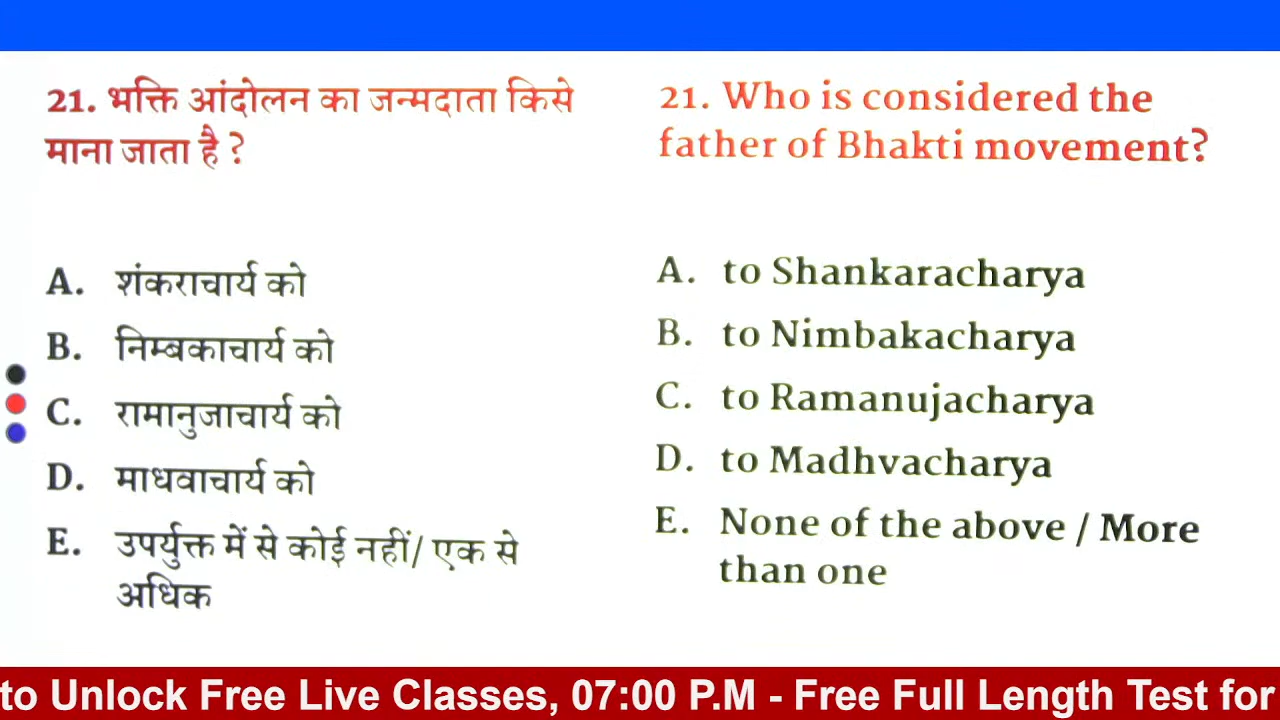 21. भक्ति आंदोलन का जन्मदाता किसे
माना जाता है ?
A. शंकराचार्य को
B. निम्बकाचार्य को
C. रामानुजाचार्य को
D. माधवाचार्य को
E. उपर्युक्त में से कोई नहीं/ एक से
अधिक
21. Who is considered the
father of Bhakti movement?
A. to Shankaracharya
B. to Nimbakacharya
C. to Ramanujacharya
D. to Madhvacharya
E. None of the above / More
than one
to Unlock Free Live Classes, 07:00 P.M - Free Full Length Test for